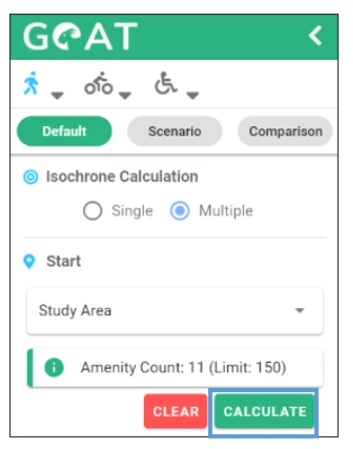 GOAT
Default Scenario Comparison
Isochrone Calculation
Single Multiple
Start
Study Area
Amenity Count: 11 (Limit: 150)
CLEAR CALCULATE